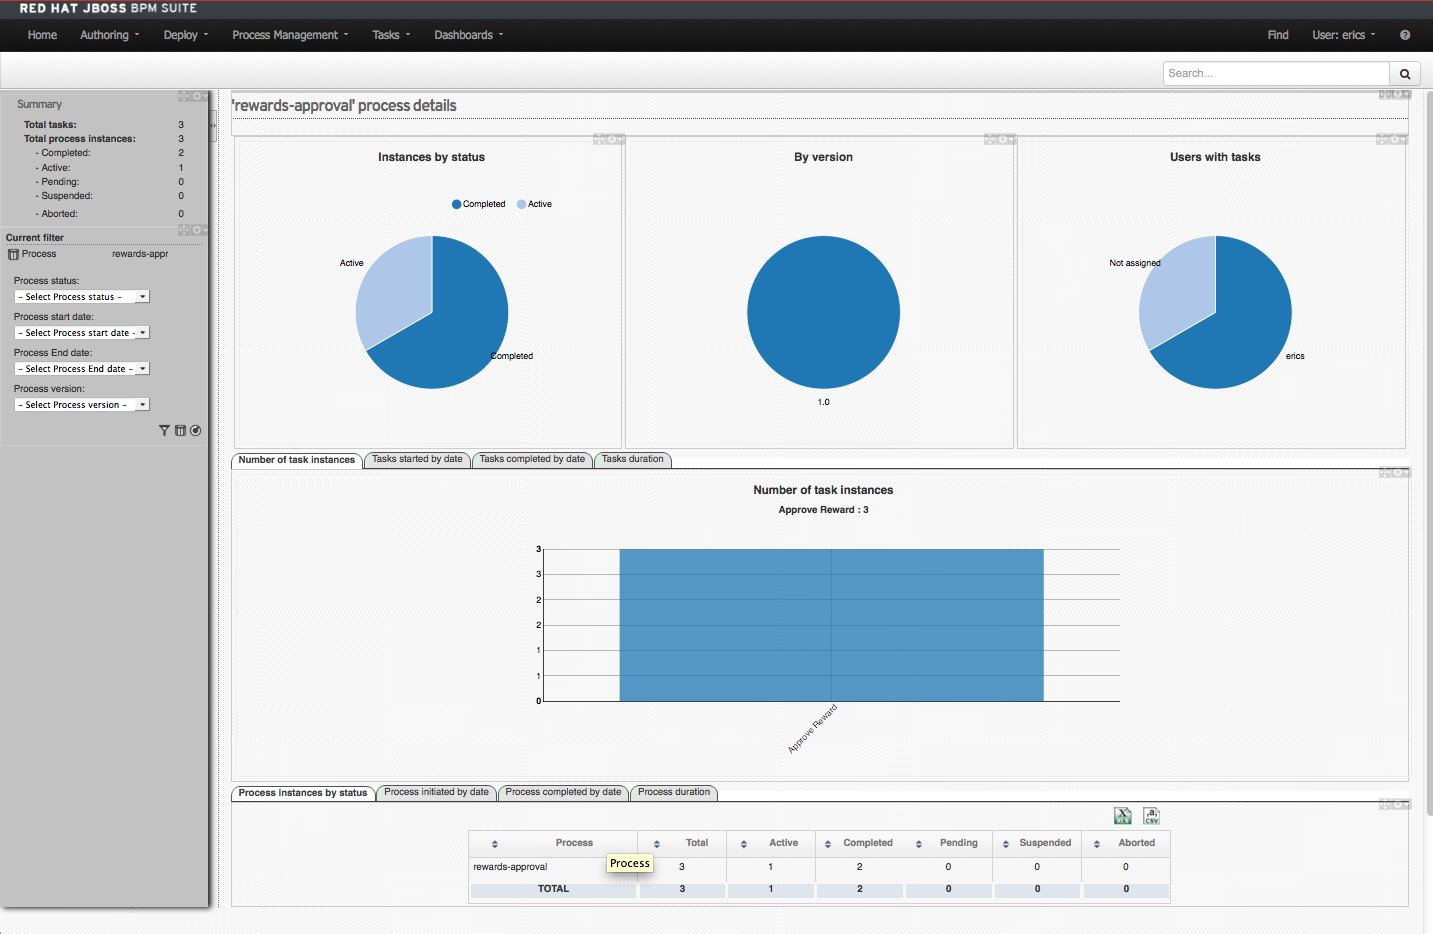 RED HAT JBOSS BPM SUITE
Home Authoring Deploy Process Management Tasks Dashboards Find User: erics ?
Search...
Summary
Total tasks: 3
Total process instances: 3
- Completed: 2
- Active: 1
- Pending: 0
- Suspended: 0
- Aborted: 0
Current filter
Process rewards-appr
Process status:
- Select Process status -
Process start date:
- Select Process start date -
Process End date:
- Select Process End date -
Process version:
- Select Process version -
'rewards-approval' process details
Instances by status
Completed Active
Active
Completed
By version
1.0
Users with tasks
Not assigned
erics
Number of task instances Tasks started by date Tasks completed by date Tasks duration
Number of task instances
Approve Reward : 3
3
3
2
2
1
1
0
Approve Reward
Process instances by status Process initiated by date Process completed by date Process duration
XLS CSV
Process Total Active Completed Pending Suspended Aborted
rewards-approval 3 1 2 0 0 0
Process
TOTAL 3 1 2 0 0 0